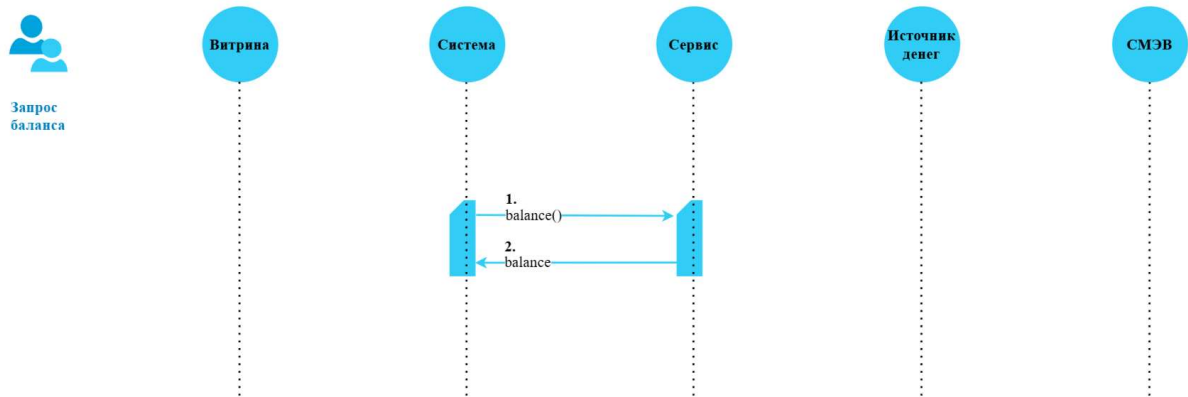 Витрина
Система
Сервис
Источник
денег
СМЭВ
Запрос
баланса
1.
balance()
2.
balance